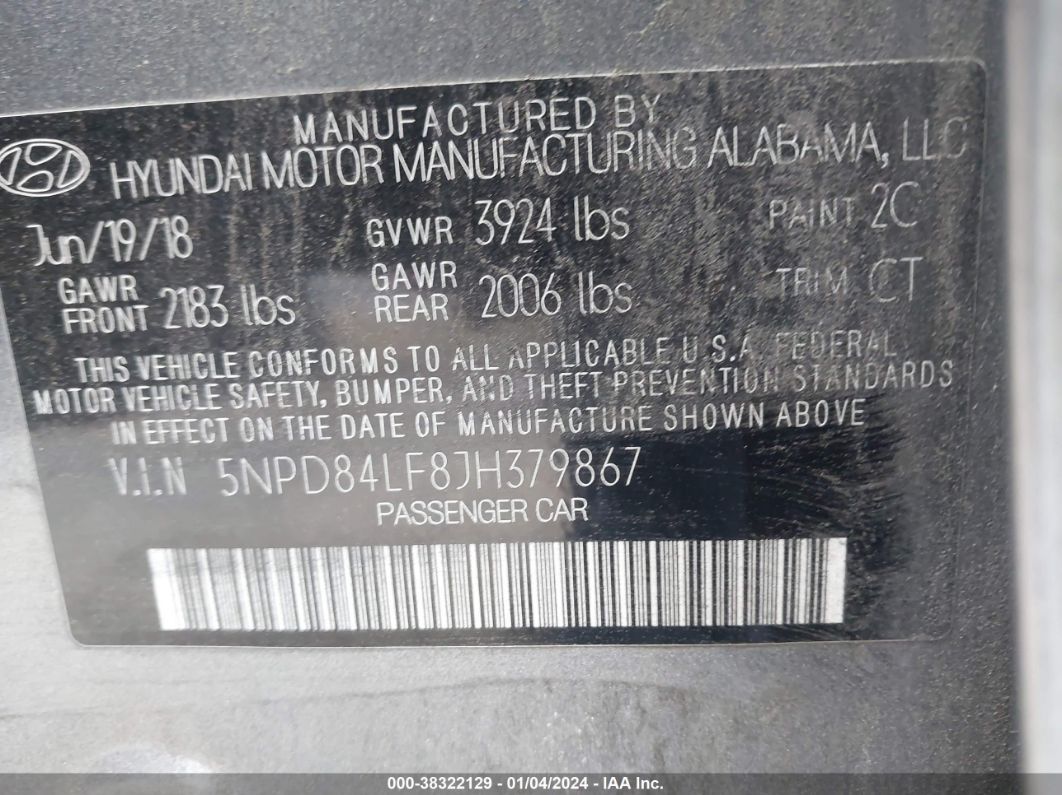 MANUFACTURED BY
HYUNDAI MOTOR MANUFACTURING ALABAMA, LLC
Jun/19/18 GVWR 3924 lbs PAINT 2C
GAWR FRONT 2183 lbs GAWR REAR 2006 lbs TRIM CT
THIS VEHICLE CONFORMS TO ALL APPLICABLE U.S.A. FEDERAL
MOTOR VEHICLE SAFETY, BUMPER, AND THEFT PREVENTION STANDARDS
IN EFFECT ON THE DATE OF MANUFACTURE SHOWN ABOVE
V.I.N 5NPD84LF8JH379867
PASSENGER CAR
000-38322129 - 01/04/2024 - IAA Inc.